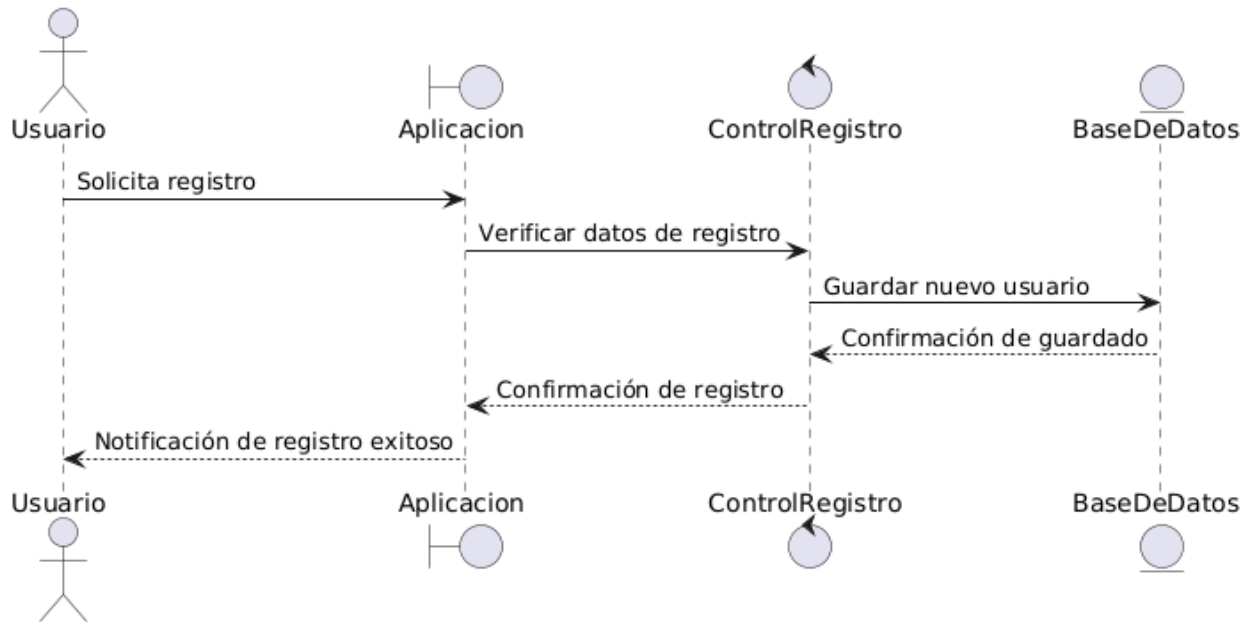 Usuario
Aplicacion
ControlRegistro
BaseDeDatos
Solicita registro
Verificar datos de registro
Guardar nuevo usuario
Confirmación de guardado
Confirmación de registro
Notificación de registro exitoso
Usuario
Aplicacion
ControlRegistro
BaseDeDatos